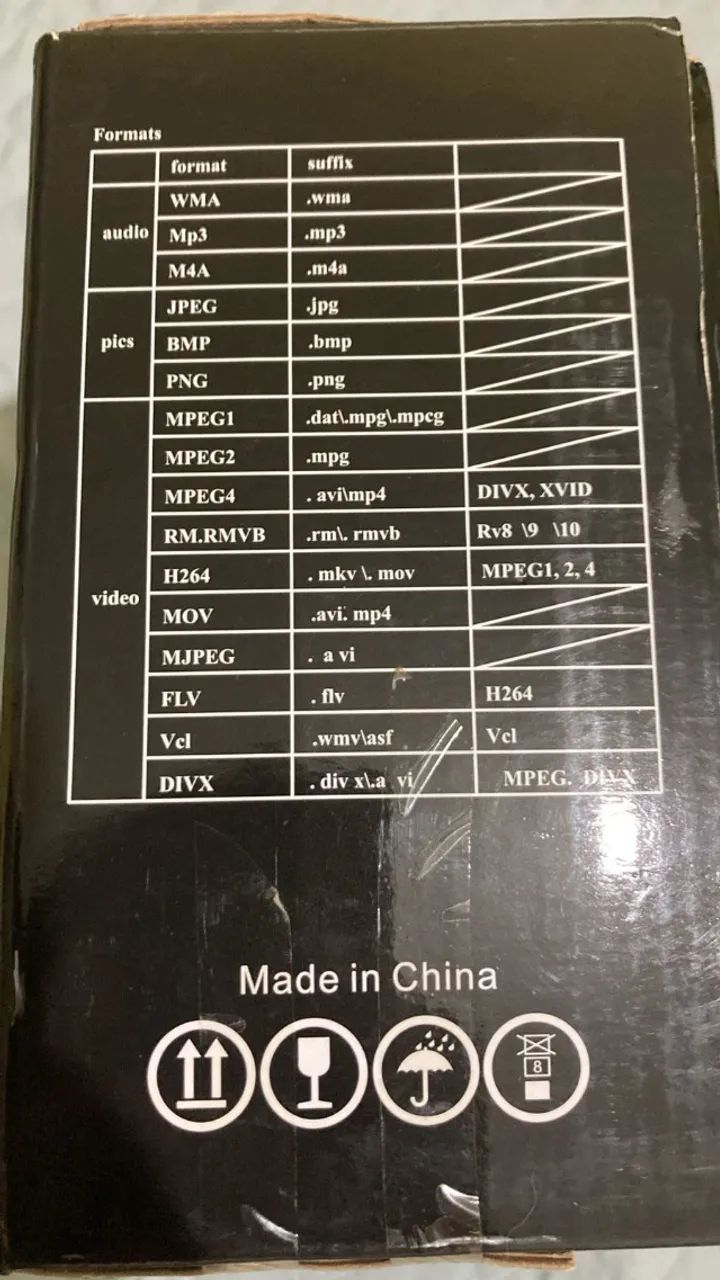 Formats
format suffix
audio
WMA .wma
Mp3 .mp3
M4A .m4a
pics
JPEG .jpg
BMP .bmp
PNG .png
video
MPEG1 .dat\.mpg\.mpcg
MPEG2 .mpg
MPEG4 . avi\mp4 DIVX, XVID
RM.RMVB .rm\. rmvb Rv8 \9 \10
H264 . mkv \. mov MPEG1, 2, 4
MOV .avi. mp4
MJPEG . a vi
FLV . flv H264
Vcl .wmv\asf Vcl
DIVX . div x\.a vi MPEG. DIVX
Made in China
8